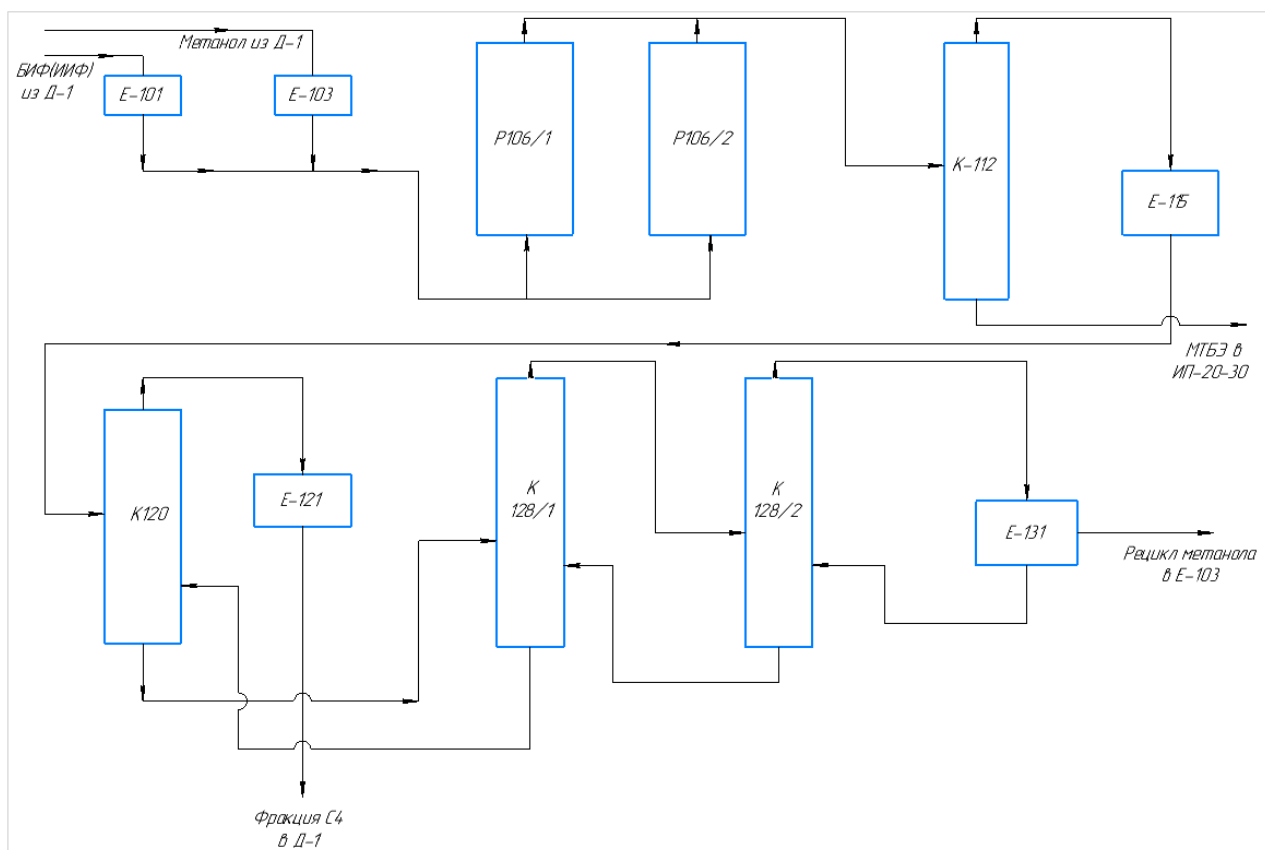 Метанол из Д-1
БИФ(ИИФ)
из Д-1
Е-101
Е-103
Р106/1
Р106/2
К-112
Е-115
МТБЭ в
ИП-20-30
К120
Е-121
К
128/1
К
128/2
Е-131
Рецикл метанола
в Е-103
Фракция С4
в Д-1